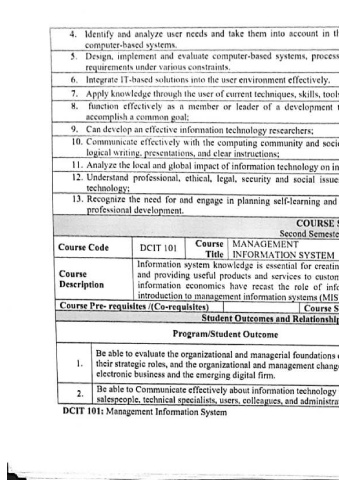 4. Identify and analyze user needs and take them into account in th
computer-based systems.
5. Design, implement and evaluate computer-based systems, process
requirements under various constraints.
6. Integrate IT-based solutions into the user environment effectively.
7. Apply knowledge through the user of current techniques, skills, tools
8. function effectively as a member or leader of a development t
accomplish a common goal;
9. Can develop an effective information technology researchers;
10. Communicate effectively with the computing community and socie
logical writing, presentations, and clear instructions;
11. Analyze the local and global impact of information technology on in
12. Understand professional, ethical, legal, security and social issue
technology;
13. Recognize the need for and engage in planning self-learning and
professional development.
COURSE S
Second Semeste
Course Code DCIT 101 Course Title MANAGEMENT INFORMATION SYSTEM
Course Description
Information system knowledge is essential for creatin
and providing useful products and services to custom
information economics have recast the role of info
introduction to management information systems (MIS
Course Pre- requisites /(Co-requisites) Course S
Student Outcomes and Relationship
Program/Student Outcome
1. Be able to evaluate the organizational and managerial foundations o
their strategic roles, and the organizational and management change
electronic business and the emerging digital firm.
2. Be able to Communicate effectively about information technology
salespeople, technical specialists, users, colleagues, and administrat
DCIT 101: Management Information System